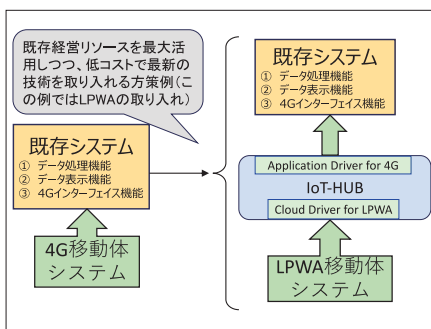 既存経営リソースを最大活
用しつつ、低コストで最新の
技術を取り入れる方策例(こ
の例ではLPWAの取り入れ)
既存システム
① データ処理機能
② データ表示機能
③ 4Gインターフェイス機能
4G移動体
システム
既存システム
① データ処理機能
② データ表示機能
③ 4Gインターフェイス機能
Application Driver for 4G
IoT-HUB
Cloud Driver for LPWA
LPWA移動体
システム